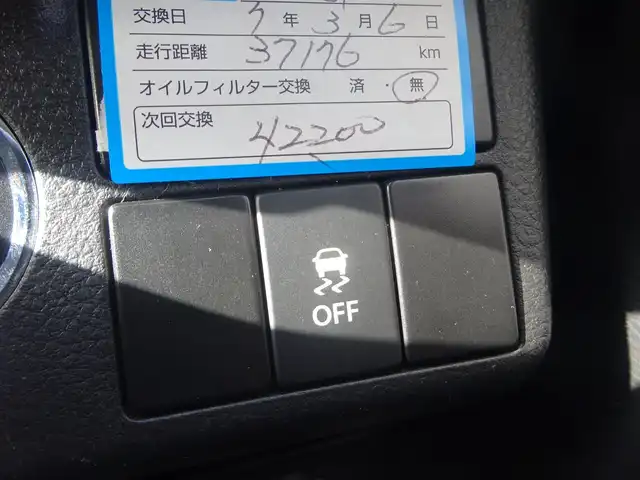 交換日 7年3月6日
走行距離 37176 km
オイルフィルター交換 済・無
次回交換 42200
OFF